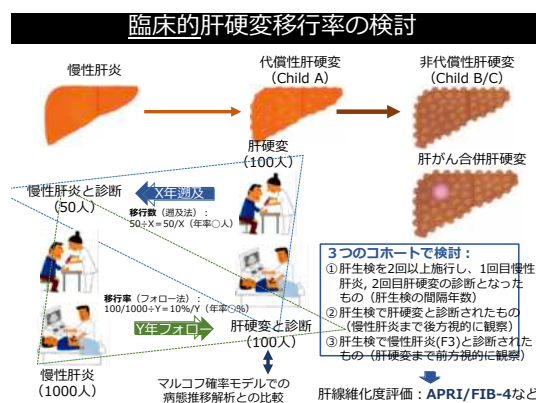 臨床的肝硬変移行率の検討
慢性肝炎
代償性肝硬変
（Child A）
非代償性肝硬変
（Child B/C）
肝硬変
（100人）
肝がん合併肝硬変
慢性肝炎と診断
（50人）
X年遡及
移行数（遡及法）：
50÷X＝50/X（年率○人）
移行率（フォロー法）：
100/1000÷Y＝10%/Y（年率○%）
Y年フォロー
肝硬変と診断
（100人）
慢性肝炎
（1000人）
マルコフ確率モデルでの
病態推移解析との比較
３つのコホートで検討：
①肝生検を2回以上施行し、1回目慢性
肝炎, 2回目肝硬変の診断となった
もの（肝生検の間隔年数）
②肝生検で肝硬変と診断されたもの
（慢性肝炎まで後方視的に観察）
③肝生検で慢性肝炎(F3)と診断され
たもの（肝硬変まで前方視的に観察）
肝線維化度評価：APRI/FIB-4など